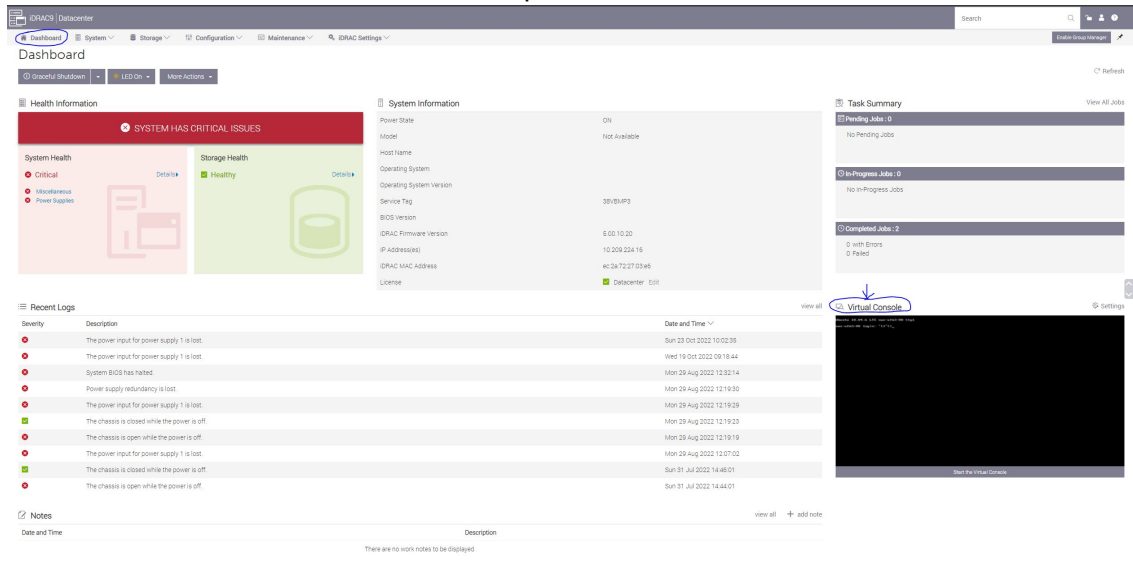 iDRAC9 | Datacenter
Search
Dashboard System Storage Configuration Maintenance iDRAC Settings
Enable Group Manager
Dashboard
Graceful Shutdown LED On More Actions
Refresh
Health Information
SYSTEM HAS CRITICAL ISSUES
System Health
Critical Details
Miscellaneous
Power Supplies
Storage Health
Healthy Details
System Information
Power State ON
Model Not Available
Host Name
Operating System
Operating System Version
Service Tag 38VBMP3
BIOS Version
iDRAC Firmware Version 5.00.10.20
IP Address(es) 10.209.224.16
iDRAC MAC Address ec:2a:72:27:03:e6
License Datacenter Edit
Task Summary View All Jobs
Pending Jobs : 0
No Pending Jobs
In-Progress Jobs : 0
No In-Progress Jobs
Completed Jobs : 2
0 with Errors
0 Failed
Recent Logs view all
Severity Description Date and Time
The power input for power supply 1 is lost. Sun 23 Oct 2022 10:02:35
The power input for power supply 1 is lost. Wed 19 Oct 2022 09:18:44
System BIOS has halted. Mon 29 Aug 2022 12:32:14
Power supply redundancy is lost. Mon 29 Aug 2022 12:19:30
The power input for power supply 1 is lost. Mon 29 Aug 2022 12:19:29
The chassis is closed while the power is off. Mon 29 Aug 2022 12:19:23
The chassis is open while the power is off. Mon 29 Aug 2022 12:19:19
The power input for power supply 1 is lost. Mon 29 Aug 2022 12:07:02
The chassis is closed while the power is off. Sun 31 Jul 2022 14:46:01
The chassis is open while the power is off. Sun 31 Jul 2022 14:44:01
Virtual Console Settings
Start the Virtual Console
Notes view all + add note
Date and Time Description
There are no work notes to be displayed.